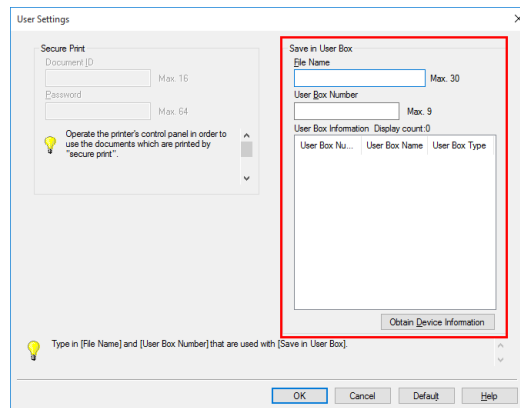 User Settings
Secure Print
Document ID
Max. 16
Password
Max. 64
Operate the printer's control panel in order to
use the documents which are printed by
"secure print".
Save in User Box
File Name
Max. 30
User Box Number
Max. 9
User Box Information Display count:0
User Box Nu... User Box Name User Box Type
Obtain Device Information
Type in [File Name] and [User Box Number] that are used with [Save in User Box].
OK Cancel Default Help